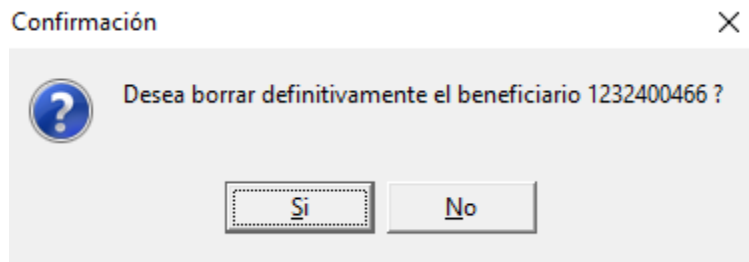 Confirmación
Desea borrar definitivamente el beneficiario 1232400466 ?
Si
No